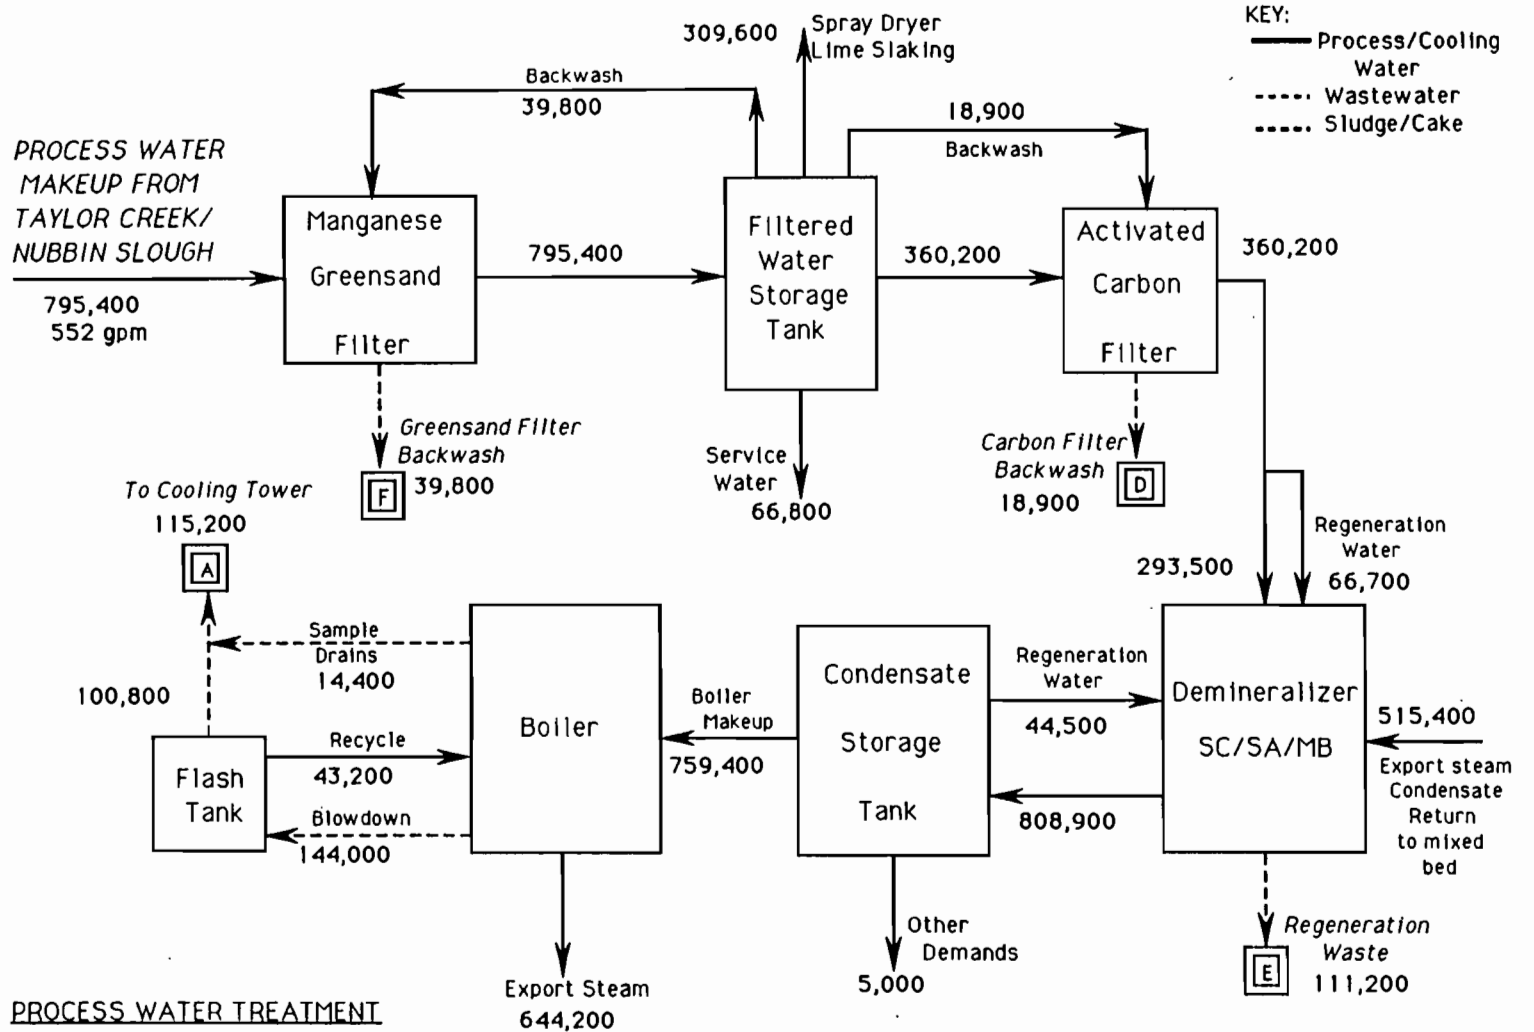 KEY:
Process/Cooling
Water
Wastewater
Sludge/Cake
309,600
Spray Dryer
Lime Slaking
Backwash
39,800
18,900
Backwash
PROCESS WATER
MAKEUP FROM
TAYLOR CREEK/
NUBBIN SLOUGH
795,400
552 gpm
Manganese
Greensand
Filter
795,400
Filtered
Water
Storage
Tank
360,200
Activated
Carbon
Filter
360,200
Greensand Filter
Backwash
39,800
F
Service
Water
66,800
Carbon Filter
Backwash
18,900
D
To Cooling Tower
115,200
A
Regeneration
Water
66,700
293,500
Sample
Drains
14,400
100,800
Flash
Tank
Recycle
43,200
Blowdown
144,000
Boiler
Boiler
Makeup
759,400
Condensate
Storage
Tank
Regeneration
Water
44,500
808,900
Demineralizer
SC/SA/MB
515,400
Export steam
Condensate
Return
to mixed
bed
Export Steam
644,200
Other
Demands
5,000
Regeneration
Waste
111,200
E
PROCESS WATER TREATMENT